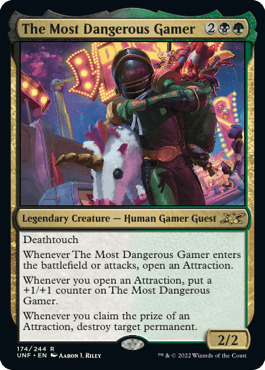 The Most Dangerous Gamer 2
Legendary Creature — Human Gamer Guest
Deathtouch
Whenever The Most Dangerous Gamer enters
the battlefield or attacks, open an Attraction.
Whenever you open an Attraction, put a
+1/+1 counter on The Most Dangerous
Gamer.
Whenever you claim the prize of an
Attraction, destroy target permanent.
2/2
174/244 R
UNF • EN AARON J. RILEY
™ & © 2022 Wizards of the Coast